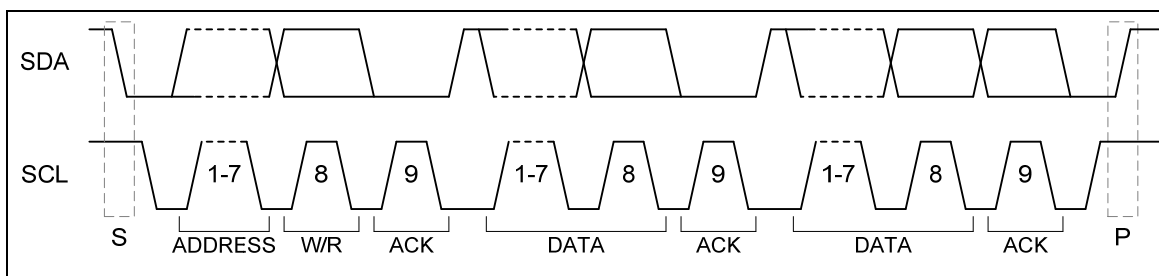 SDA
SCL
1-7 8 9 1-7 8 9 1-7 8 9
S ADDRESS W/R ACK DATA ACK DATA ACK P